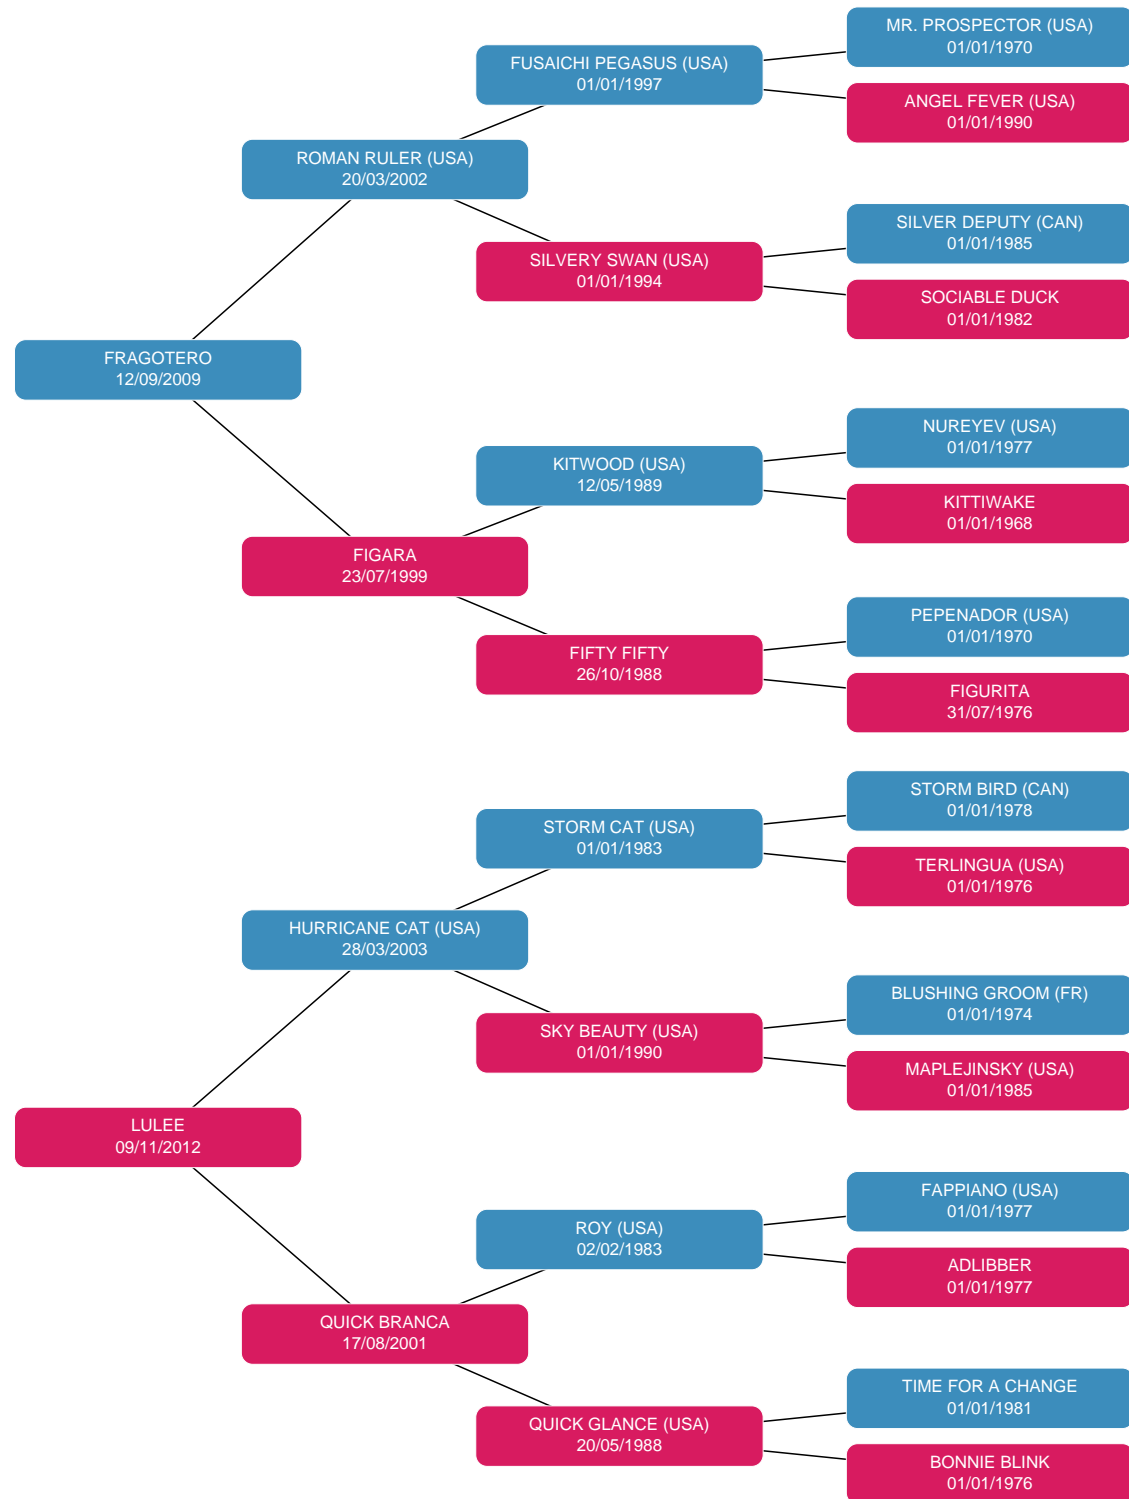 MR. PROSPECTOR (USA)
01/01/1970
FUSAICHI PEGASUS (USA)
01/01/1997
ANGEL FEVER (USA)
01/01/1990
ROMAN RULER (USA)
20/03/2002
SILVER DEPUTY (CAN)
01/01/1985
SILVERY SWAN (USA)
01/01/1994
SOCIABLE DUCK
01/01/1982
FRAGOTERO
12/09/2009
NUREYEV (USA)
01/01/1977
KITWOOD (USA)
12/05/1989
KITTIWAKE
01/01/1968
FIGARA
23/07/1999
PEPENADOR (USA)
01/01/1970
FIFTY FIFTY
26/10/1988
FIGURITA
31/07/1976
STORM BIRD (CAN)
01/01/1978
STORM CAT (USA)
01/01/1983
TERLINGUA (USA)
01/01/1976
HURRICANE CAT (USA)
28/03/2003
BLUSHING GROOM (FR)
01/01/1974
SKY BEAUTY (USA)
01/01/1990
MAPLEJINSKY (USA)
01/01/1985
LULEE
09/11/2012
FAPPIANO (USA)
01/01/1977
ROY (USA)
02/02/1983
ADLIBBER
01/01/1977
QUICK BRANCA
17/08/2001
TIME FOR A CHANGE
01/01/1981
QUICK GLANCE (USA)
20/05/1988
BONNIE BLINK
01/01/1976